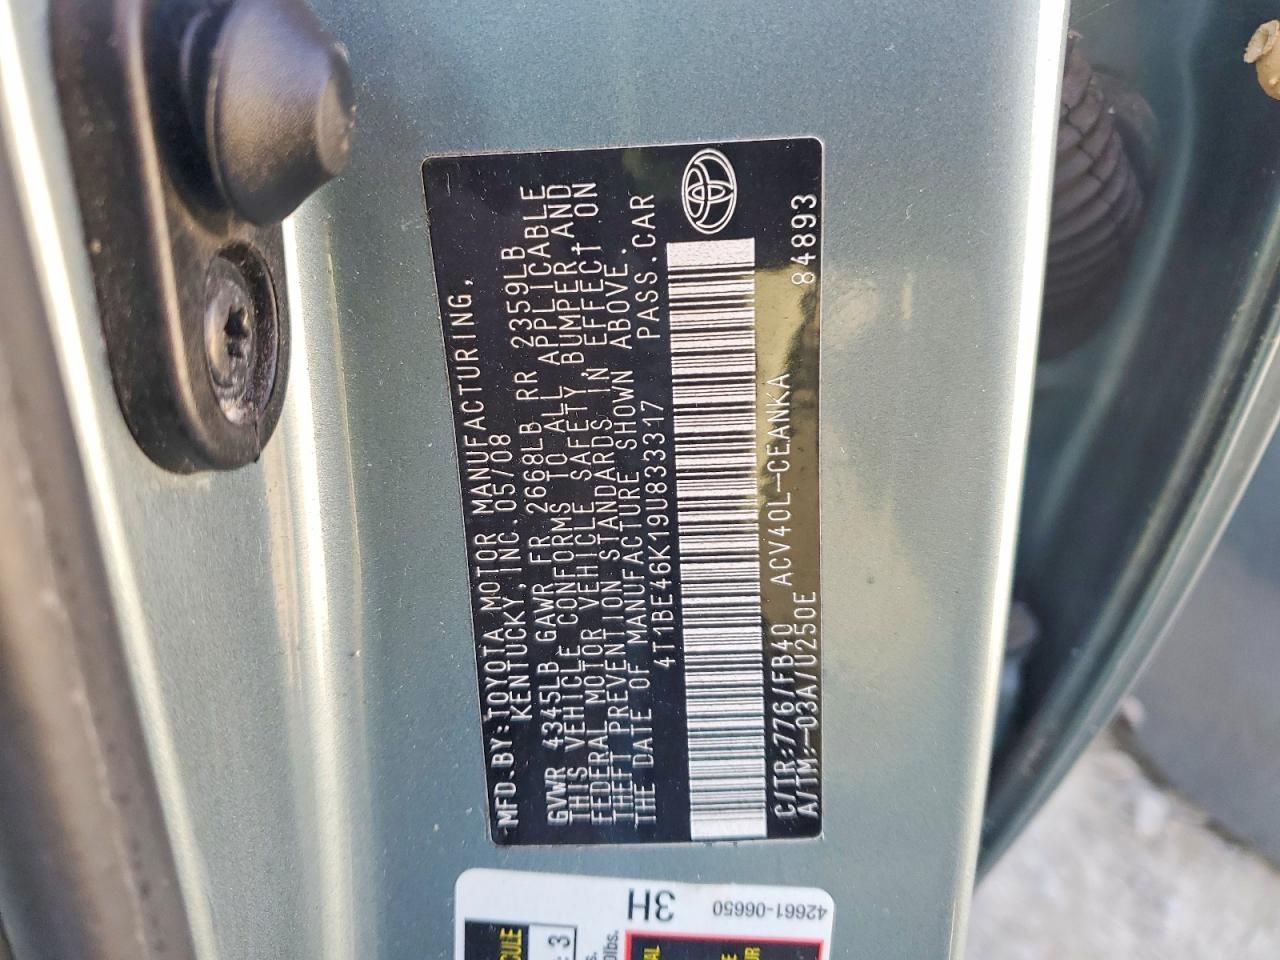 MFD.BY:TOYOTA MOTOR MANUFACTURING,
KENTUCKY,INC.05/08
GVWR 4345LB GAWR FR 2668LB RR 2359LB
THIS VEHICLE CONFORMS TO ALL APPLICABLE
FEDERAL MOTOR VEHICLE SAFETY,BUMPER,AND
THEFT PREVENTION STANDARDS IN EFFECT ON
THE DATE OF MANUFACTURE SHOWN ABOVE.
4T1BE46K19U833317 PASS.CAR
C/TR:776/FB40 ACV40L-CEANKA
A/TM:-03A/U250E 84893
3H
42661-06650